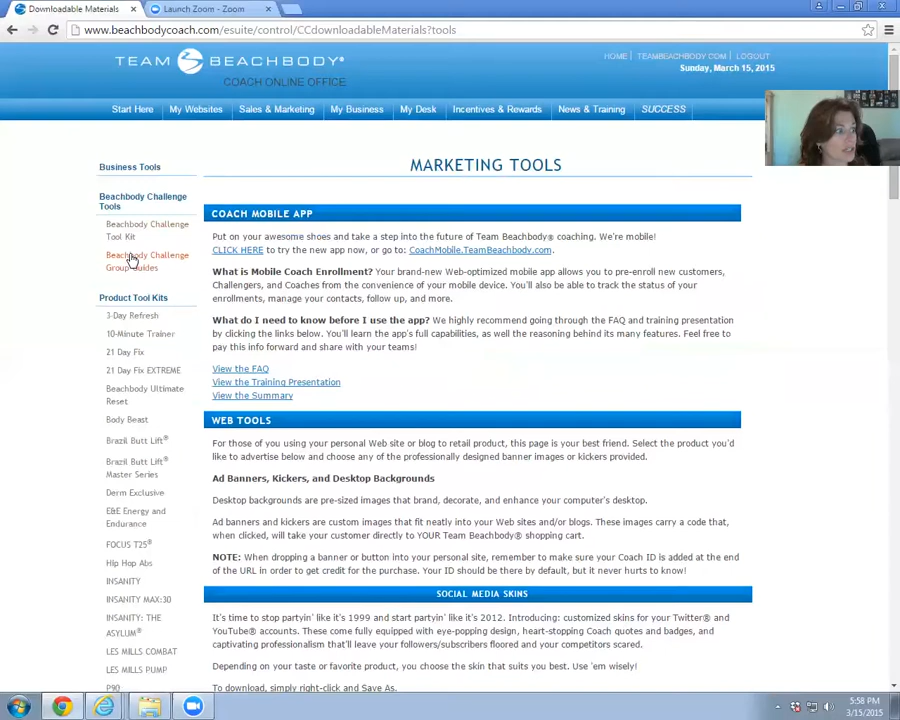 Downloadable Materials
Launch Zoom - Zoom
www.beachbodycoach.com/esuite/control/CCdownloadableMaterials?tools
TEAM BEACHBODY®
COACH ONLINE OFFICE
HOME | TEAMBEACHBODY.COM | LOGOUT
Sunday, March 15, 2015
Start Here
My Websites
Sales & Marketing
My Business
My Desk
Incentives & Rewards
News & Training
SUCCESS
Business Tools
Beachbody Challenge
Tools
Beachbody Challenge
Tool Kit
Beachbody Challenge
Group Guides
Product Tool Kits
3-Day Refresh
10-Minute Trainer
21 Day Fix
21 Day Fix EXTREME
Beachbody Ultimate
Reset
Body Beast
Brazil Butt Lift®
Brazil Butt Lift®
Master Series
Derm Exclusive
E&E Energy and
Endurance
FOCUS T25®
Hip Hop Abs
INSANITY
INSANITY MAX:30
INSANITY: THE
ASYLUM®
LES MILLS COMBAT
LES MILLS PUMP
P90
MARKETING TOOLS
COACH MOBILE APP
Put on your awesome shoes and take a step into the future of Team Beachbody® coaching. We're mobile!
CLICK HERE to try the new app now, or go to: CoachMobile.TeamBeachbody.com.
What is Mobile Coach Enrollment? Your brand-new Web-optimized mobile app allows you to pre-enroll new customers,
Challengers, and Coaches from the convenience of your mobile device. You'll also be able to track the status of your
enrollments, manage your contacts, follow up, and more.
What do I need to know before I use the app? We highly recommend going through the FAQ and training presentation
by clicking the links below. You'll learn the app's full capabilities, as well the reasoning behind its many features. Feel free to
pay this info forward and share with your teams!
View the FAQ
View the Training Presentation
View the Summary
WEB TOOLS
For those of you using your personal Web site or blog to retail product, this page is your best friend. Select the product you'd
like to advertise below and choose any of the professionally designed banner images or kickers provided.
Ad Banners, Kickers, and Desktop Backgrounds
Desktop backgrounds are pre-sized images that brand, decorate, and enhance your computer's desktop.
Ad banners and kickers are custom images that fit neatly into your Web sites and/or blogs. These images carry a code that,
when clicked, will take your customer directly to YOUR Team Beachbody® shopping cart.
NOTE: When dropping a banner or button into your personal site, remember to make sure your Coach ID is added at the end
of the URL in order to get credit for the purchase. Your ID should be there by default, but it never hurts to make sure!
SOCIAL MEDIA SKINS
It's time to stop partyin' like it's 1999 and start partyin' like it's 2012. Introducing: customized skins for your Twitter® and
YouTube® accounts. These come fully equipped with eye-popping design, heart-stopping Coach quotes and badges, and
captivating professionalism that'll leave your followers/subscribers floored and your competitors scared.
Depending on your taste or favorite product, you choose the skin that suits you best. Use 'em wisely!
To download, simply right-click and Save As.
5:58 PM
3/15/2015